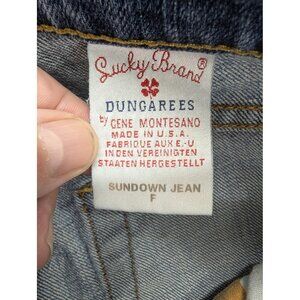 Lucky Brand®
DUNGAREES
by GENE MONTESANO
MADE IN U.S.A.
FABRIQUE AUX E.-U
IN DEN VEREINIGTEN
STAATEN HERGESTELLT
SUNDOWN JEAN
F